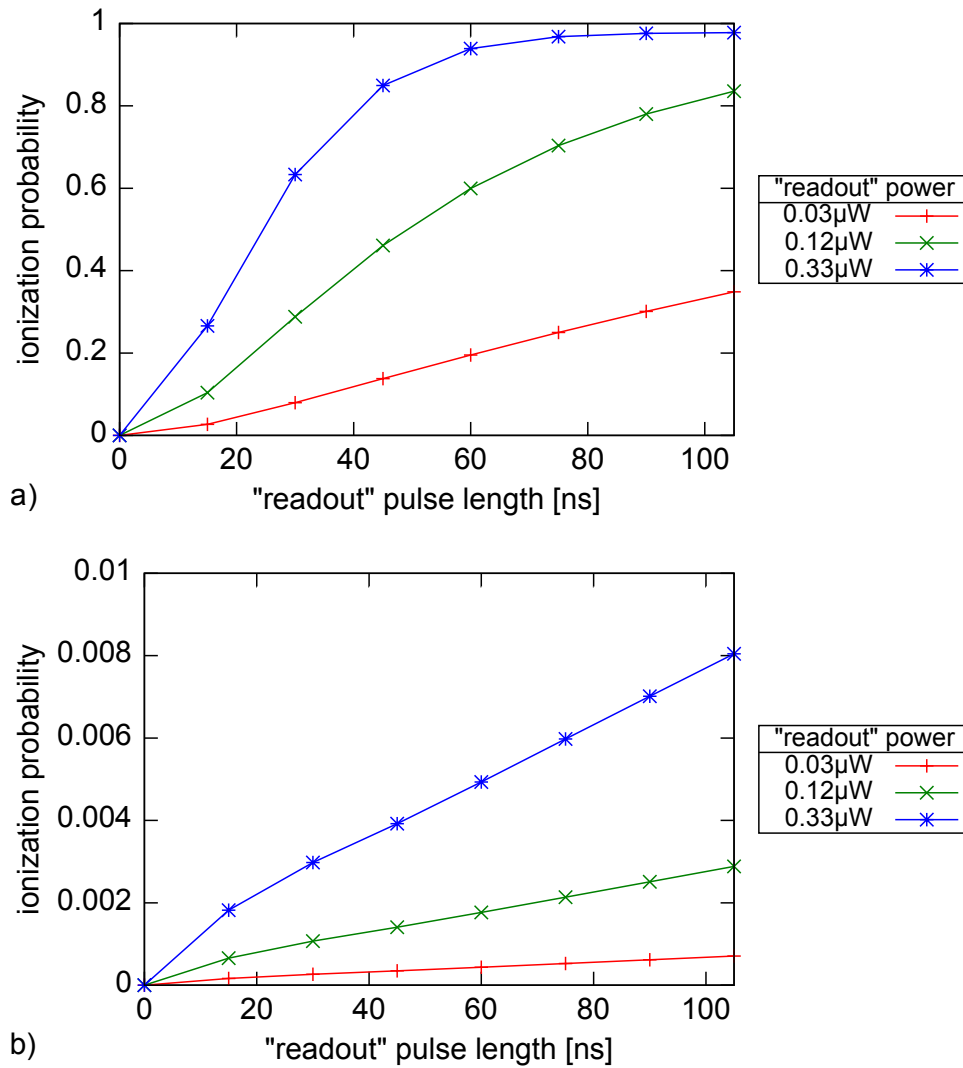 1
0.8
0.6
0.4
0.2
0
ionization probability
0 20 40 60 80 100
"readout" pulse length [ns]
a)
"readout" power
0.03µW
0.12µW
0.33µW
0.01
0.008
0.006
0.004
0.002
0
ionization probability
0 20 40 60 80 100
"readout" pulse length [ns]
b)
"readout" power
0.03µW
0.12µW
0.33µW